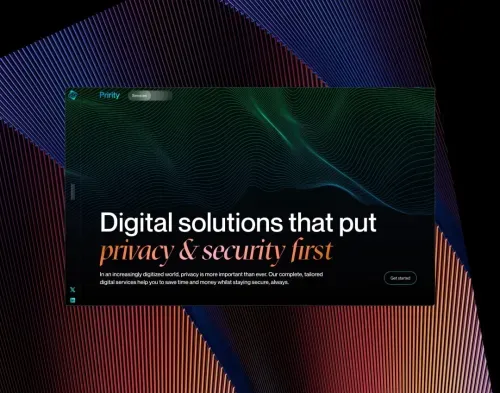 Pririty
Digital solutions that put
privacy & security first
In an increasingly digitized world, privacy is more important than ever. Our complete, tailored
digital services help you to save time and money whilst staying secure, always.
Get started